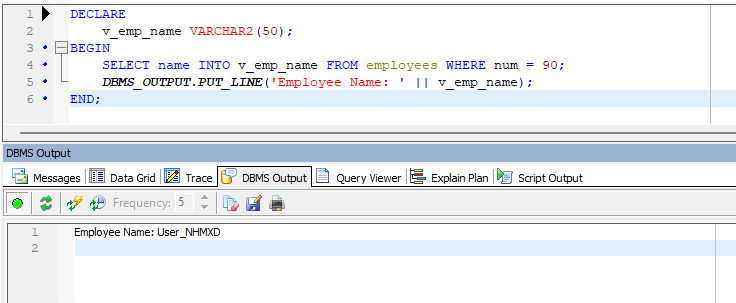 1 DECLARE
2 v_emp_name VARCHAR2(50);
3 BEGIN
4 SELECT name INTO v_emp_name FROM employees WHERE num = 90;
5 DBMS_OUTPUT.PUT_LINE('Employee Name: ' || v_emp_name);
6 END;
DBMS Output
Messages Data Grid Trace DBMS Output Query Viewer Explain Plan Script Output
Frequency: 5
1 Employee Name: User_NHMXD
2